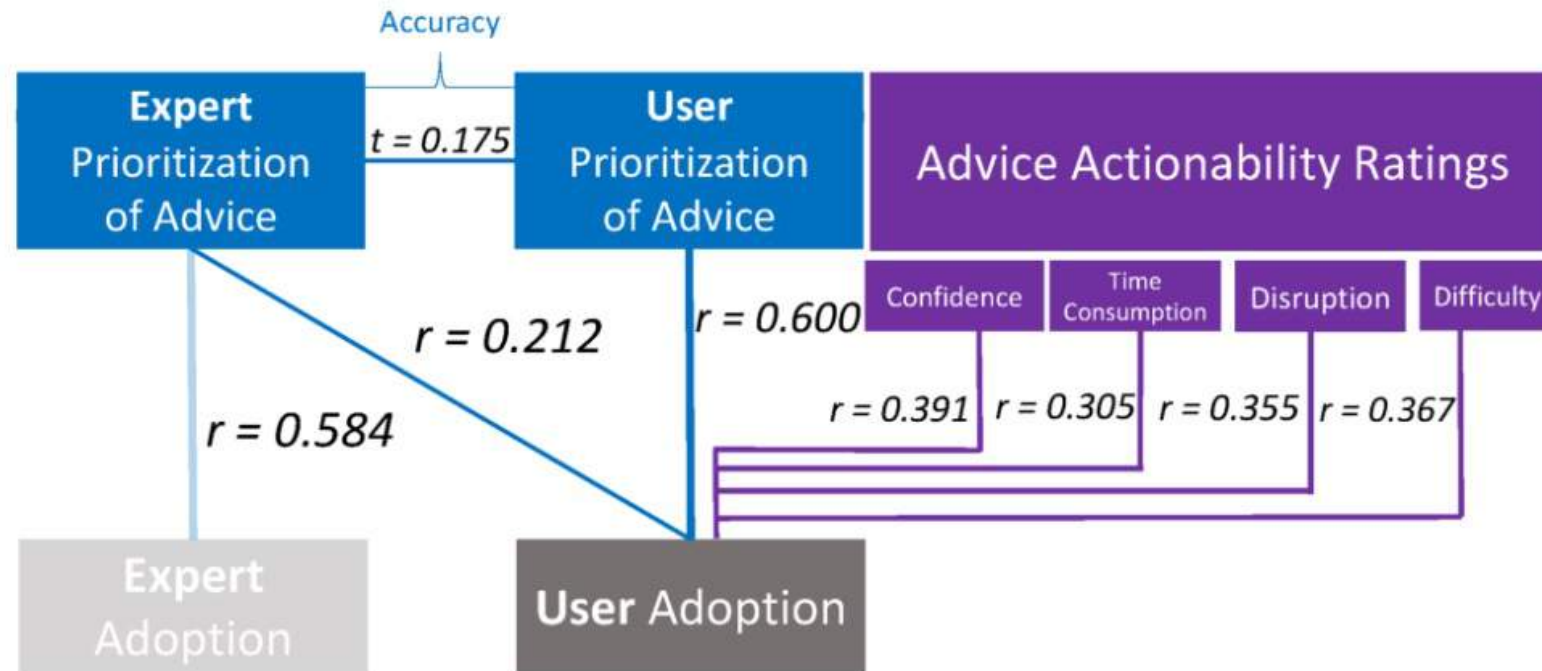 Accuracy
Expert
Prioritization
of Advice
t = 0.175
User
Prioritization
of Advice
Advice Actionability Ratings
Confidence
Time
Consumption
Disruption
Difficulty
r = 0.584
r = 0.212
r = 0.600
r = 0.391
r = 0.305
r = 0.355
r = 0.367
Expert
Adoption
User Adoption